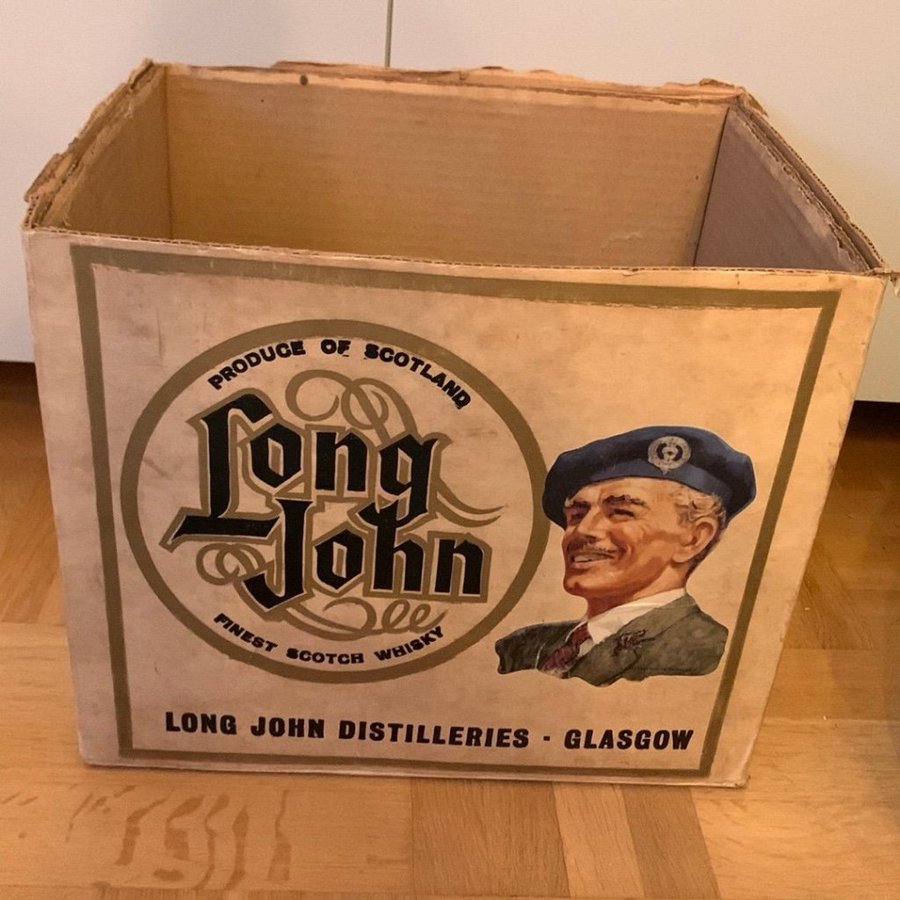 PRODUCE OF SCOTLAND
Long
John
FINEST SCOTCH WHISKY
LONG JOHN DISTILLERIES - GLASGOW